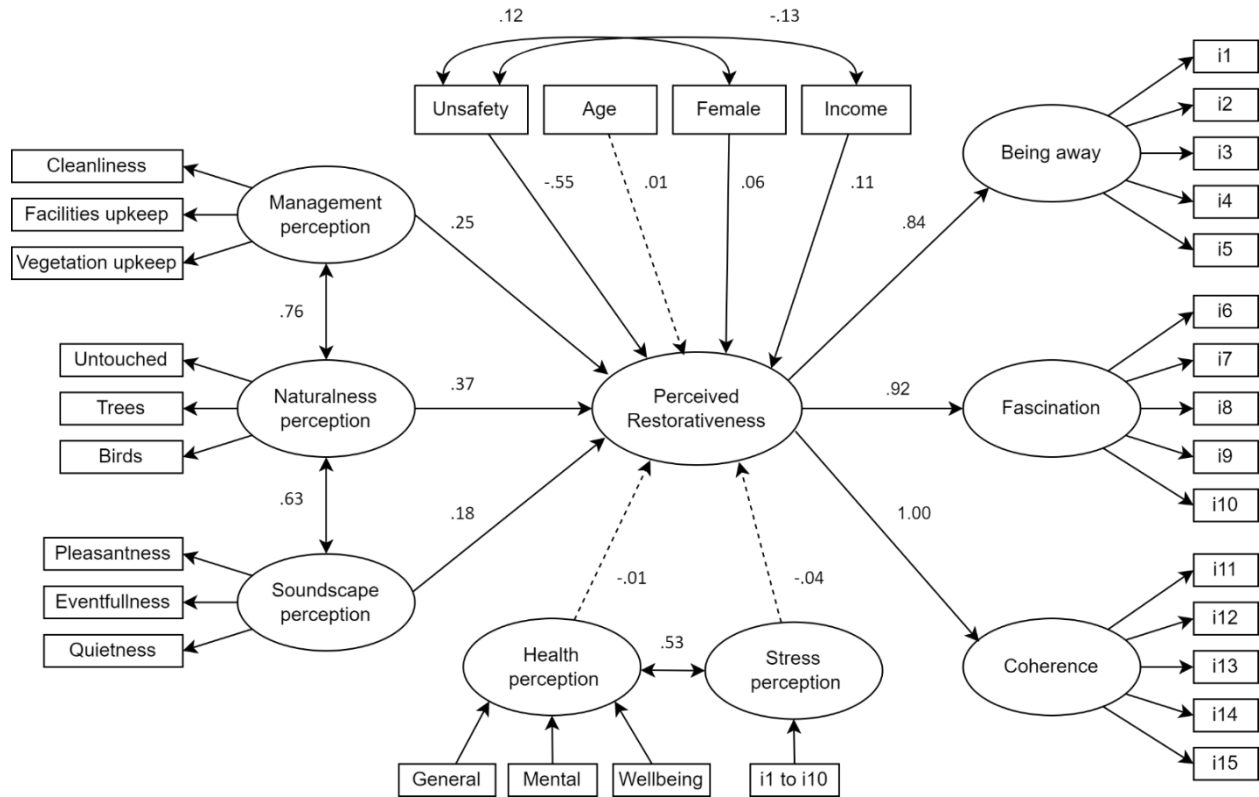 .12
-.13
Unsafety
Age
Female
Income
-.55
.01
.06
.11
Cleanliness
Facilities upkeep
Vegetation upkeep
Management
perception
.25
.76
Untouched
Trees
Birds
Naturalness
perception
.37
.63
Pleasantness
Eventfullness
Quietness
Soundscape
perception
.18
Perceived
Restorativeness
-.01
-.04
Health
perception
.53
Stress
perception
General
Mental
Wellbeing
i1 to i10
.84
.92
1.00
Being away
i1
i2
i3
i4
i5
Fascination
i6
i7
i8
i9
i10
Coherence
i11
i12
i13
i14
i15